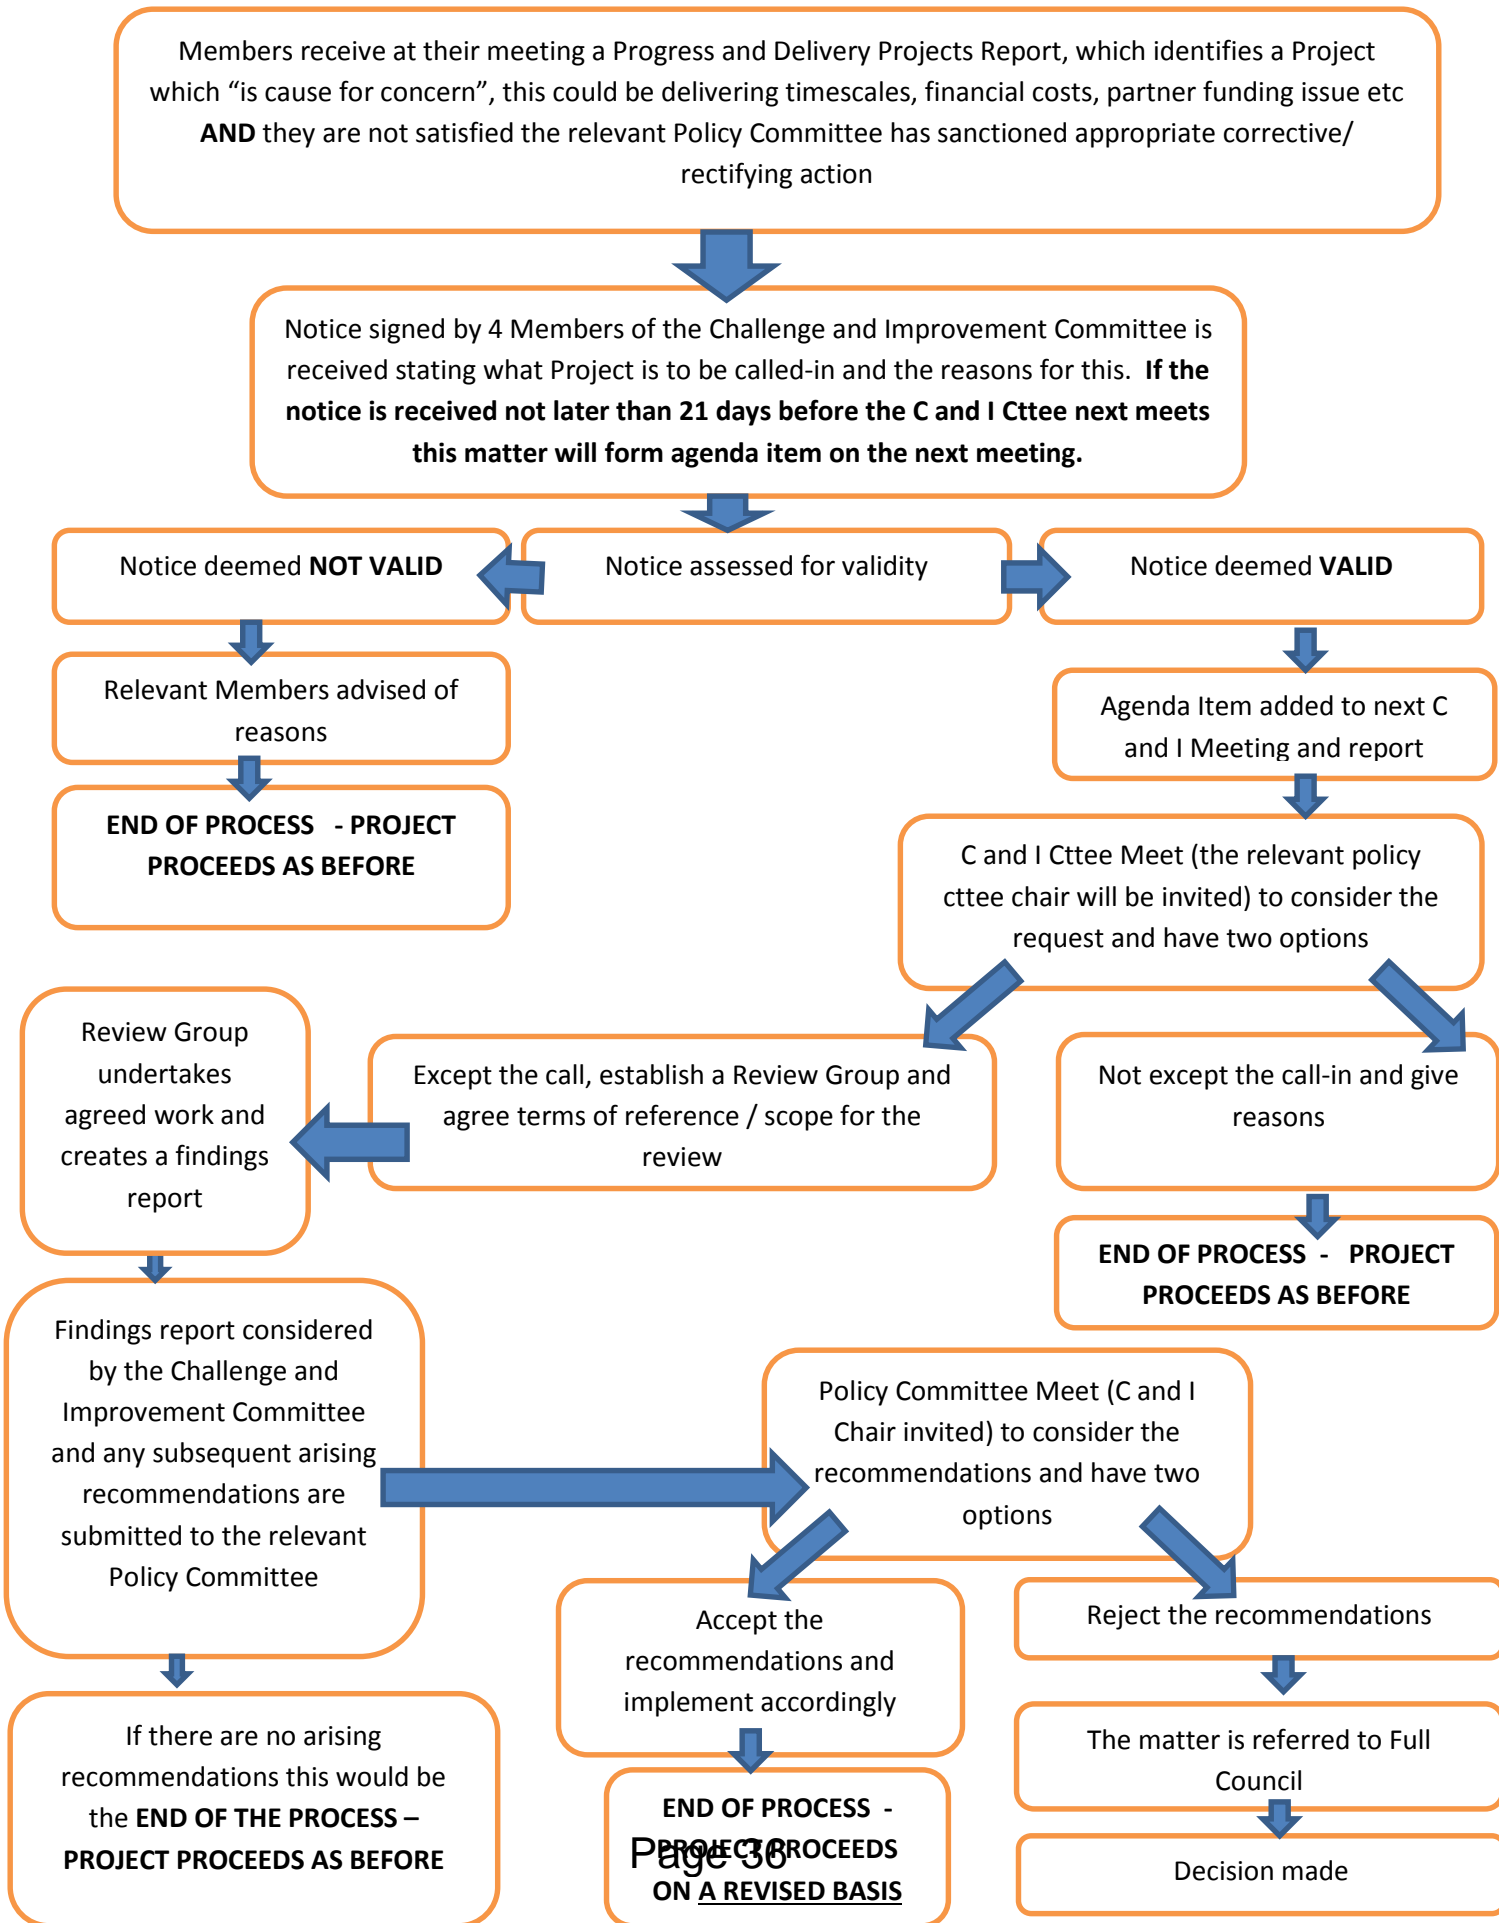 Members receive at their meeting a Progress and Delivery Projects Report, which identifies a Project
which “is cause for concern”, this could be delivering timescales, financial costs, partner funding issue etc
AND they are not satisfied the relevant Policy Committee has sanctioned appropriate corrective/
rectifying action
Notice signed by 4 Members of the Challenge and Improvement Committee is
received stating what Project is to be called-in and the reasons for this. If the
notice is received not later than 21 days before the C and I Cttee next meets
this matter will form agenda item on the next meeting.
Notice deemed NOT VALID
Notice assessed for validity
Notice deemed VALID
Relevant Members advised of
reasons
END OF PROCESS - PROJECT
PROCEEDS AS BEFORE
Agenda Item added to next C
and I Meeting and report
C and I Cttee Meet (the relevant policy
cttee chair will be invited) to consider the
request and have two options
Except the call, establish a Review Group and
agree terms of reference / scope for the
review
Not except the call-in and give
reasons
END OF PROCESS - PROJECT
PROCEEDS AS BEFORE
Review Group
undertakes
agreed work and
creates a findings
report
Findings report considered
by the Challenge and
Improvement Committee
and any subsequent arising
recommendations are
submitted to the relevant
Policy Committee
If there are no arising
recommendations this would be
the END OF THE PROCESS –
PROJECT PROCEEDS AS BEFORE
Policy Committee Meet (C and I
Chair invited) to consider the
recommendations and have two
options
Accept the
recommendations and
implement accordingly
END OF PROCESS -
PROJECT PROCEEDS
ON A REVISED BASIS
Reject the recommendations
The matter is referred to Full
Council
Decision made
Page 36